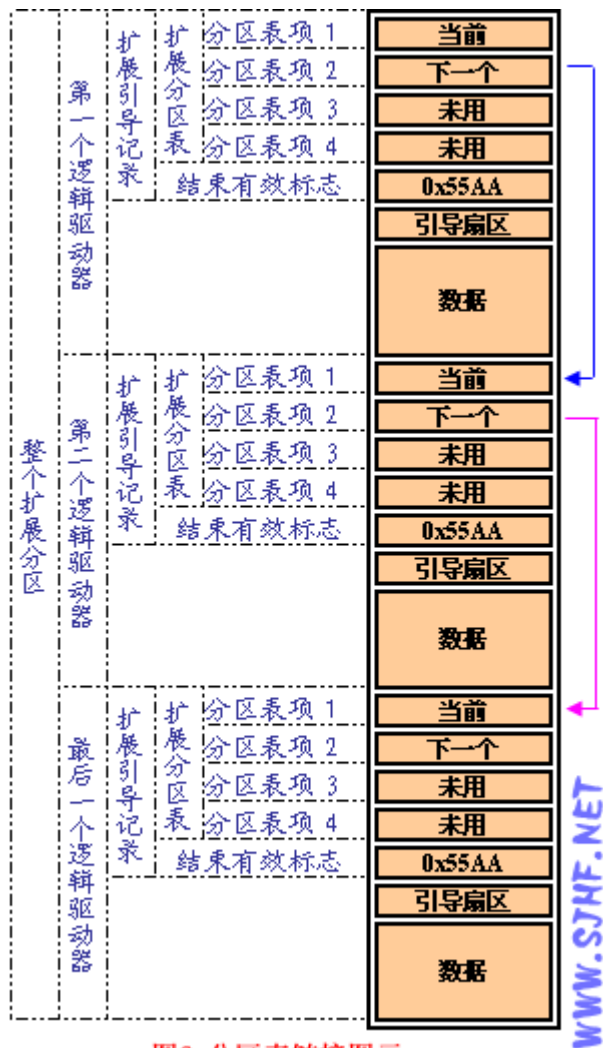 整个扩展分区
第一个逻辑驱动器
扩展引导记录
扩展分区表
分区表项 1 当前
分区表项 2 下一个
分区表项 3 未用
分区表项 4 未用
结束有效标志 0x55AA
引导扇区
数据
第二个逻辑驱动器
扩展引导记录
扩展分区表
分区表项 1 当前
分区表项 2 下一个
分区表项 3 未用
分区表项 4 未用
结束有效标志 0x55AA
引导扇区
数据
最后一个逻辑驱动器
扩展引导记录
扩展分区表
分区表项 1 当前
分区表项 2 下一个
分区表项 3 未用
分区表项 4 未用
结束有效标志 0x55AA
引导扇区
数据
WWW.SJHF.NET